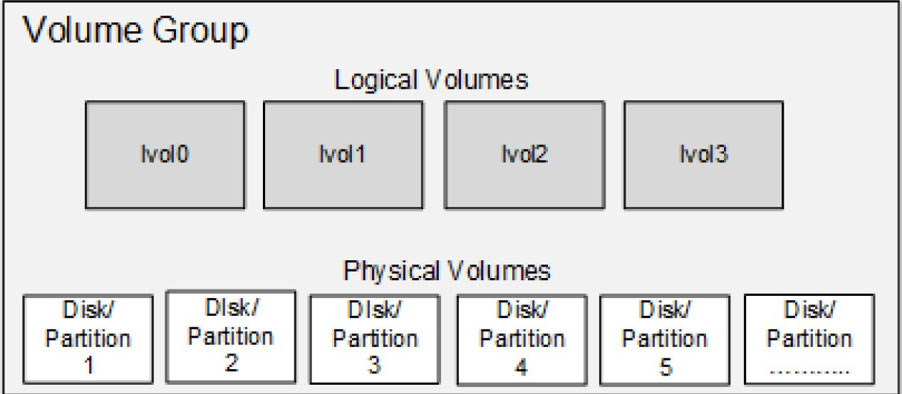 Volume Group
Logical Volumes
lvol0
lvol1
lvol2
lvol3
Physical Volumes
Disk/
Partition
1
DIsk/
Partition
2
DIsk/
Partition
3
Disk/
Partition
4
Disk/
Partition
5
Disk/
Partition
...........